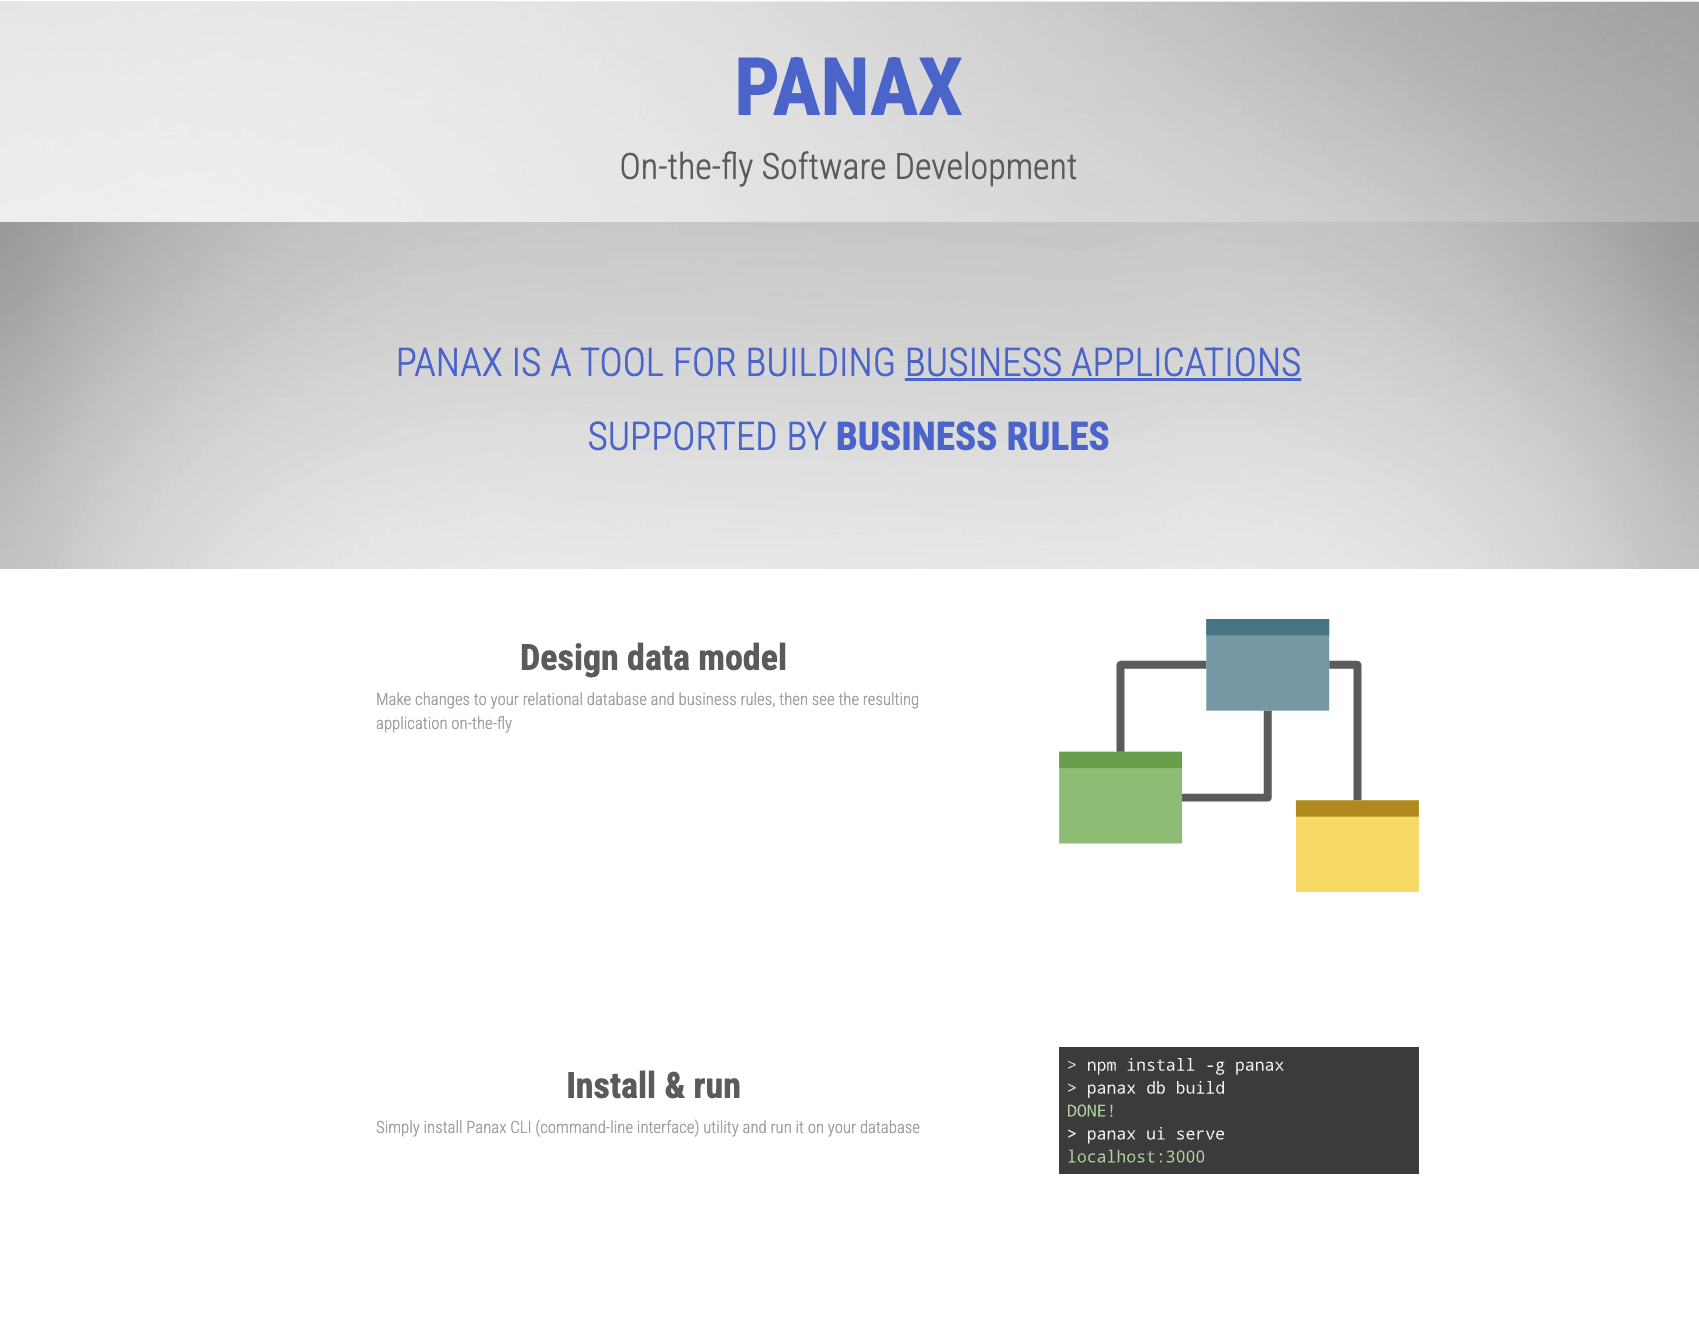 PANAX
On-the-fly Software Development
PANAX IS A TOOL FOR BUILDING BUSINESS APPLICATIONS
SUPPORTED BY BUSINESS RULES
Design data model
Make changes to your relational database and business rules, then see the resulting
application on-the-fly
Install & run
Simply install Panax CLI (command-line interface) utility and run it on your database
> npm install -g panax
> panax db build
DONE!
> panax ui serve
localhost:3000